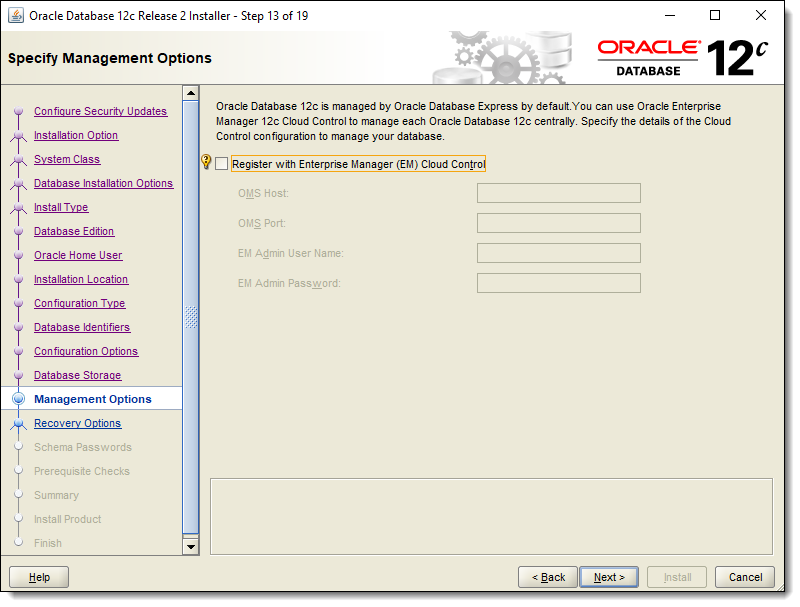 Oracle Database 12c Release 2 Installer - Step 13 of 19
Specify Management Options
ORACLE®
DATABASE
12c
Configure Security Updates
Installation Option
System Class
Database Installation Options
Install Type
Database Edition
Oracle Home User
Installation Location
Configuration Type
Database Identifiers
Configuration Options
Database Storage
Management Options
Recovery Options
Schema Passwords
Prerequisite Checks
Summary
Install Product
Finish
Oracle Database 12c is managed by Oracle Database Express by default.You can use Oracle Enterprise
Manager 12c Cloud Control to manage each Oracle Database 12c centrally. Specify the details of the Cloud
Control configuration to manage your database.
Register with Enterprise Manager (EM) Cloud Control
OMS Host:
OMS Port:
EM Admin User Name:
EM Admin Password:
Help
< Back
Next >
Install
Cancel